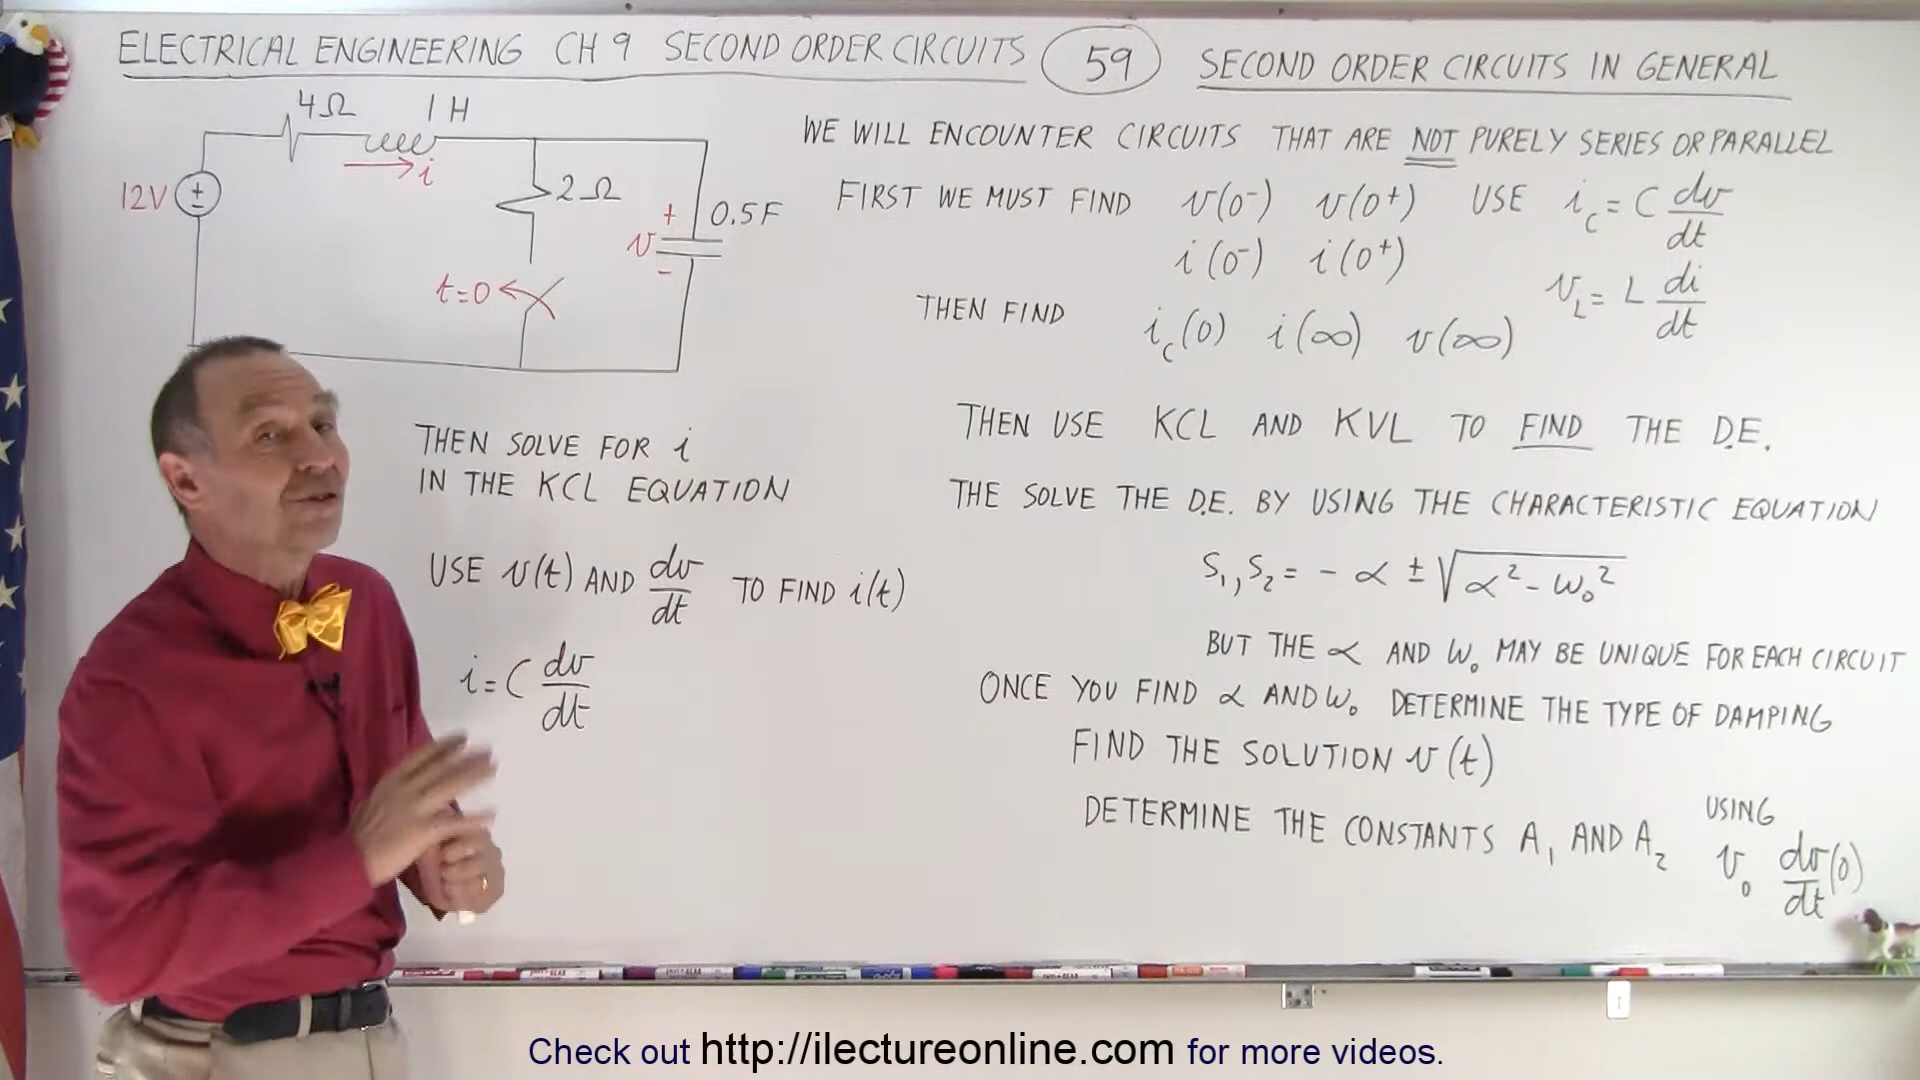 ELECTRICAL ENGINEERING CH 9 SECOND ORDER CIRCUITS 59 SECOND ORDER CIRCUITS IN GENERAL
4Ω 1 H
i
12V
2Ω
+
v 0.5F
-
t=0
WE WILL ENCOUNTER CIRCUITS THAT ARE NOT PURELY SERIES OR PARALLEL
FIRST WE MUST FIND v(0⁻) v(0⁺) USE i_c = C dv/dt
i(0⁻) i(0⁺) v_L = L di/dt
THEN FIND i_c(0) i(∞) v(∞)
THEN USE KCL AND KVL TO FIND THE D.E.
THE SOLVE THE D.E. BY USING THE CHARACTERISTIC EQUATION
S₁, S₂ = - α ± √(α² - ω₀²)
BUT THE α AND ω₀ MAY BE UNIQUE FOR EACH CIRCUIT
ONCE YOU FIND α AND ω₀ DETERMINE THE TYPE OF DAMPING
FIND THE SOLUTION v(t)
DETERMINE THE CONSTANTS A₁ AND A₂ USING v₀ dv/dt(0)
THEN SOLVE FOR i
IN THE KCL EQUATION
USE v(t) AND dv/dt TO FIND i(t)
i = C dv/dt
Check out http://ilectureonline.com for more videos.